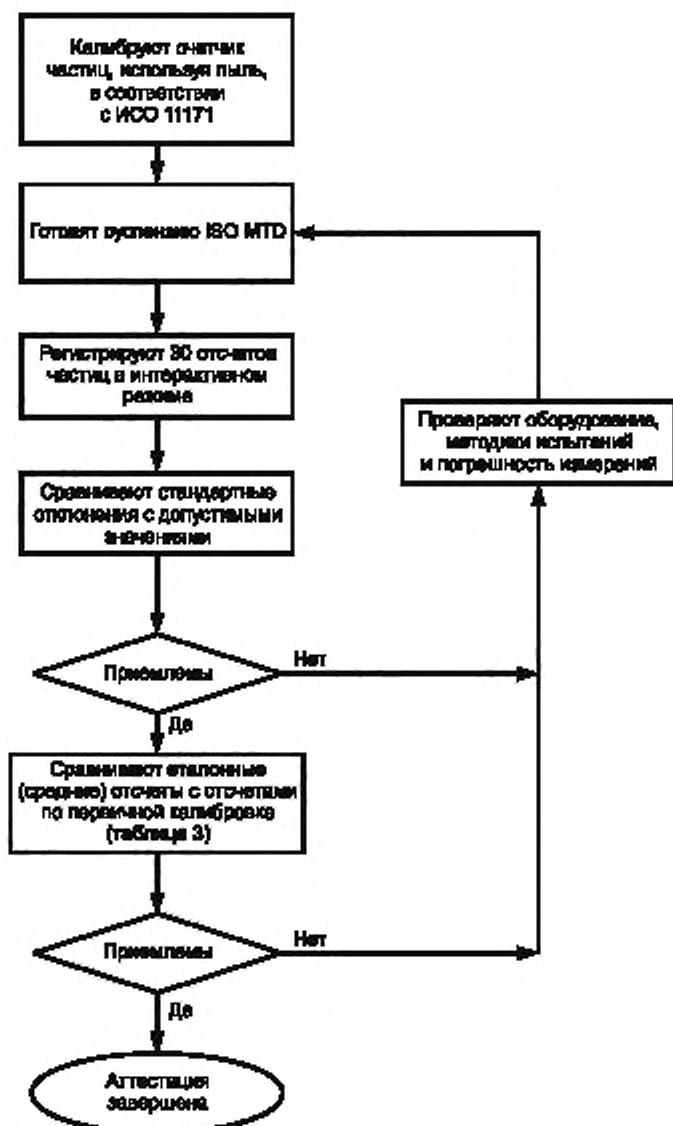 Калибруют счетчик
частиц, используя пыль,
в соответствии
с ИСО 11171
Готовят суспензию ISO MTD
Регистрируют 30 отсчетов
частиц в интерактивном
режиме
Проверяют оборудование,
методики испытаний
и погрешность измерений
Сравнивают стандартные
отклонения с допустимыми
значениями
Приемлемы
Нет
Да
Сравнивают эталонные
(средние) отсчеты с отсчетами
по первичной калибровке
(таблица 3)
Приемлемы
Нет
Да
Аттестация
завершена